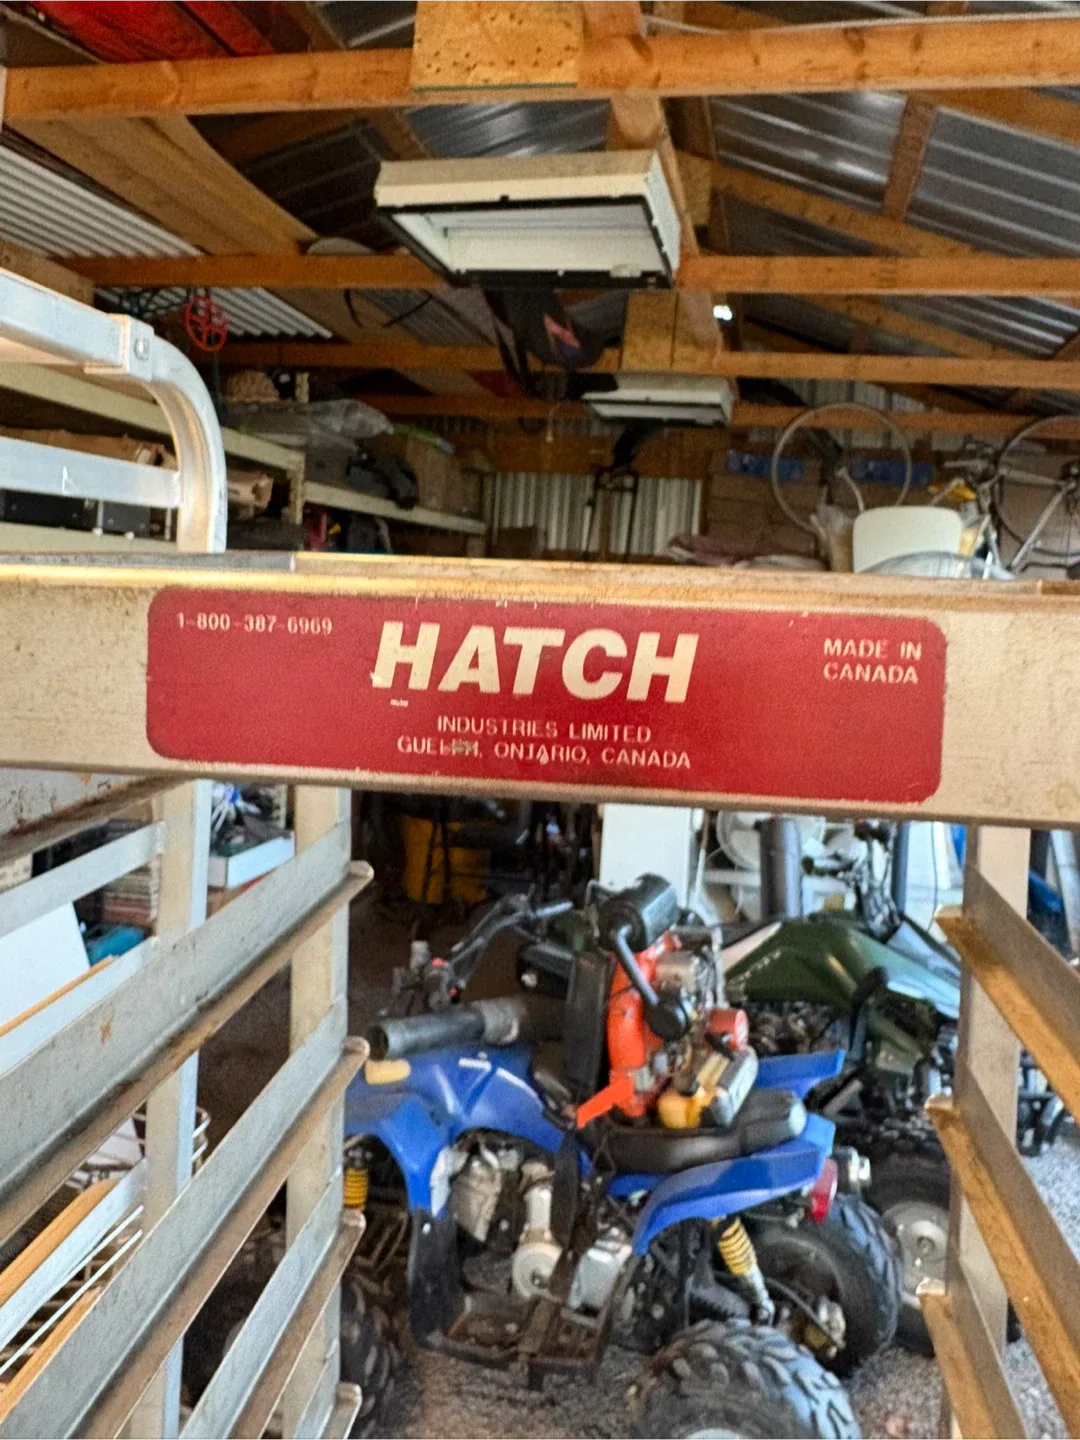 1-800-387-6969
HATCH
MADE IN
CANADA
INDUSTRIES LIMITED
GUELPH, ONTARIO, CANADA